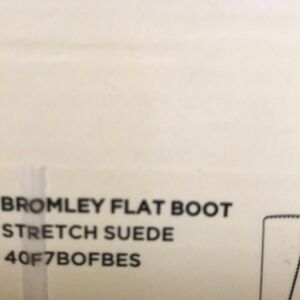 BROMLEY FLAT BOOT
STRETCH SUEDE
40F7BOFBES